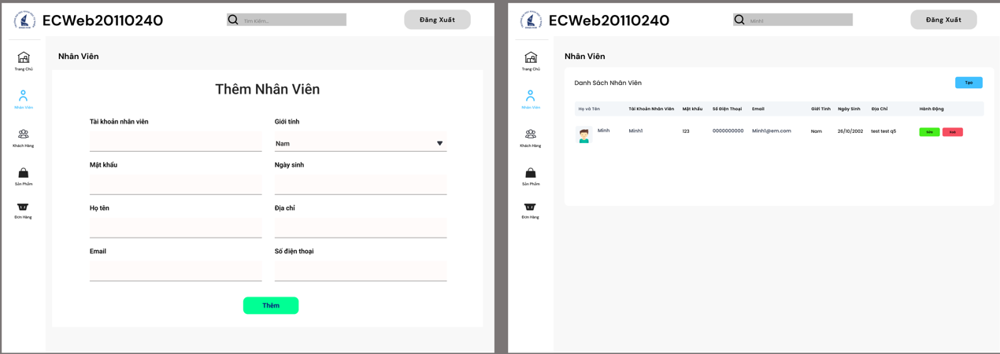 ECWeb20110240
Tìm Kiếm...
Đăng Xuất
Trang Chủ
Nhân Viên
Khách Hàng
Sản Phẩm
Đơn Hàng
Nhân Viên
Thêm Nhân Viên
Tài khoản nhân viên
Giới tính
Nam
Mật khẩu
Ngày sinh
Họ tên
Địa chỉ
Email
Số điện thoại
Thêm
ECWeb20110240
Minh1
Đăng Xuất
Trang Chủ
Nhân Viên
Khách Hàng
Sản Phẩm
Đơn Hàng
Nhân Viên
Danh Sách Nhân Viên
Tạo
Họ và Tên Tài Khoản Nhân Viên Mật khẩu Số Điện Thoại Email Giới Tính Ngày Sinh Địa Chỉ Hành Động
Minh Minh1 123 0000000000 Minh1@em.com Nam 26/10/2002 test test q5 Sửa Xoá